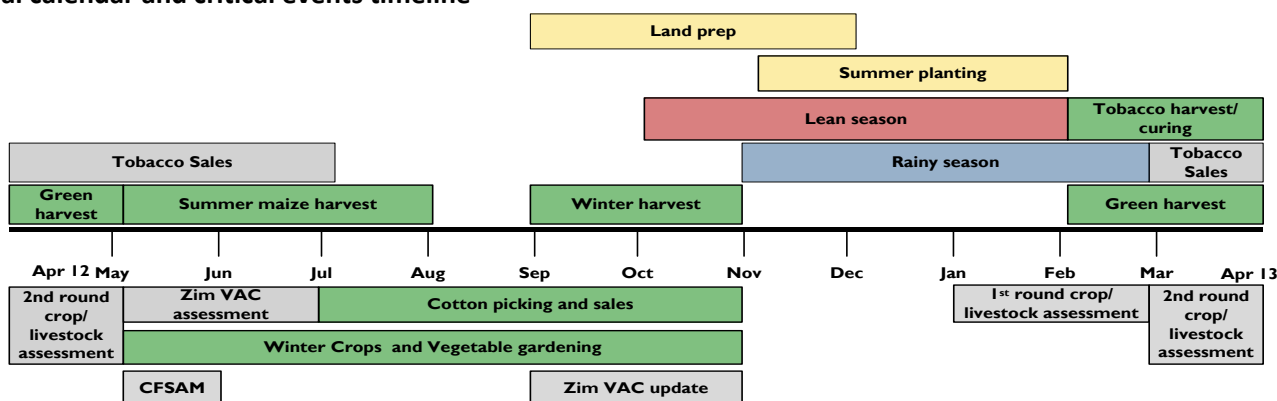 al calendar and critical events timeline
Land prep
Summer planting
Lean season
Tobacco harvest/
curing
Tobacco Sales
Rainy season
Tobacco
Sales
Green
harvest
Summer maize harvest
Winter harvest
Green harvest
Apr 12 May Jun Jul Aug Sep Oct Nov Dec Jan Feb Mar Apr 13
2nd round
crop/
livestock
assessment
Zim VAC
assessment
Cotton picking and sales
1st round crop/
livestock assessment
2nd round
crop/
livestock
assessment
Winter Crops and Vegetable gardening
CFSAM
Zim VAC update